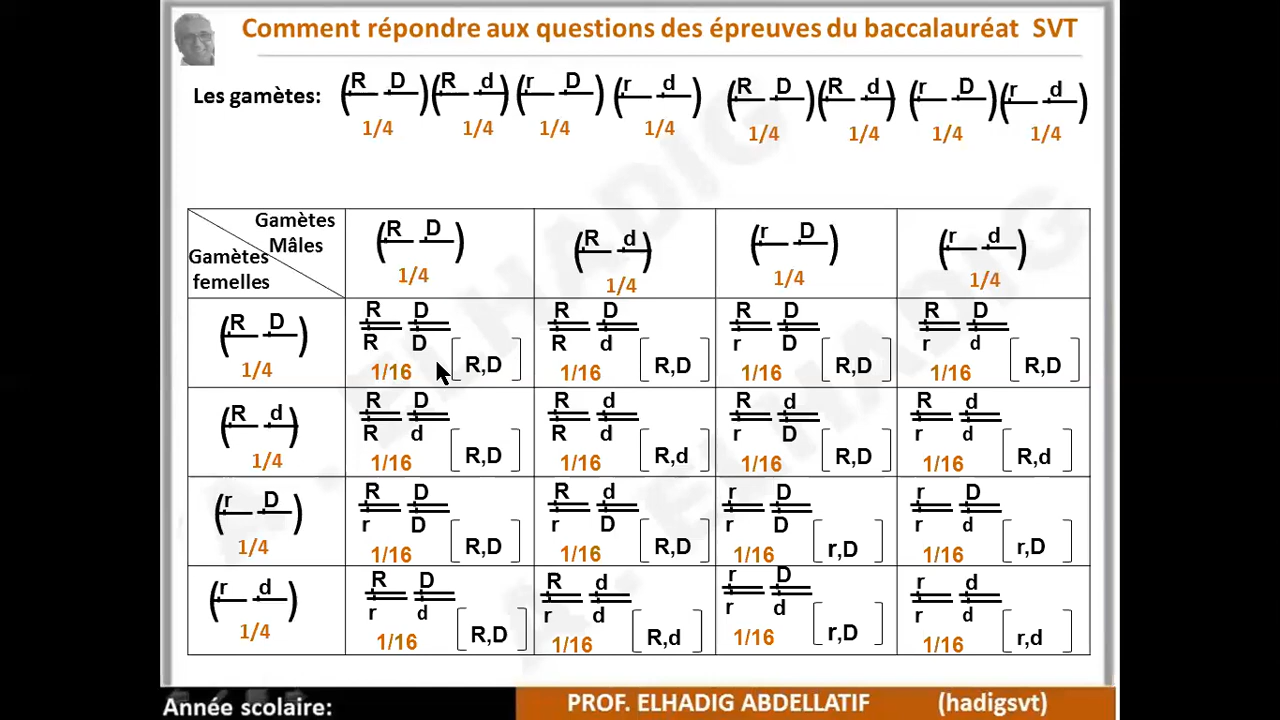 Comment répondre aux questions des épreuves du baccalauréat SVT
Les gamètes: (R D) (R d) (r D) (r d) (R D) (R d) (r D) (r d)
1/4 1/4 1/4 1/4 1/4 1/4 1/4 1/4
Gamètes
Mâles
Gamètes
femelles
(R D) (R d) (r D) (r d)
1/4 1/4 1/4 1/4
(R D)
1/4
R D R D R D R D
R D R d r D r d
1/16 [R,D] 1/16 [R,D] 1/16 [R,D] 1/16 [R,D]
(R d)
1/4
R D R d R d R d
R d R d r D r d
1/16 [R,D] 1/16 [R,d] 1/16 [R,D] 1/16 [R,d]
(r D)
1/4
R D R d r D r D
r D r D r D r d
1/16 [R,D] 1/16 [R,D] 1/16 [r,D] 1/16 [r,D]
(r d)
1/4
R D R d r D r d
r d r d r d r d
1/16 [R,D] 1/16 [R,d] 1/16 [r,D] 1/16 [r,d]
A. ELHADIG
A. ELHADIG
Année scolaire:
PROF. ELHADIG ABDELLATIF (hadigsvt)